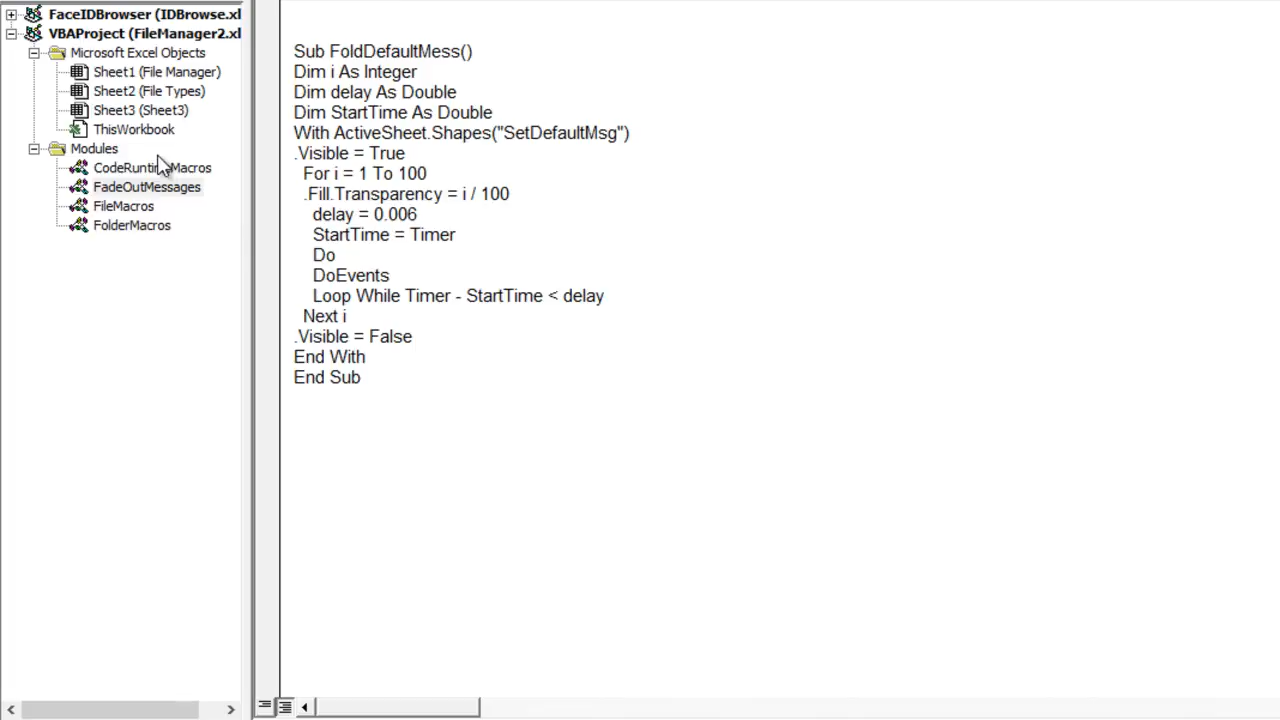 FaceIDBrowser (IDBrowse.xl
VBAProject (FileManager2.xl
Microsoft Excel Objects
Sheet1 (File Manager)
Sheet2 (File Types)
Sheet3 (Sheet3)
ThisWorkbook
Modules
CodeRuntimeMacros
FadeOutMessages
FileMacros
FolderMacros
Sub FoldDefaultMess()
Dim i As Integer
Dim delay As Double
Dim StartTime As Double
With ActiveSheet.Shapes("SetDefaultMsg")
.Visible = True
For i = 1 To 100
.Fill.Transparency = i / 100
delay = 0.006
StartTime = Timer
Do
DoEvents
Loop While Timer - StartTime < delay
Next i
.Visible = False
End With
End Sub